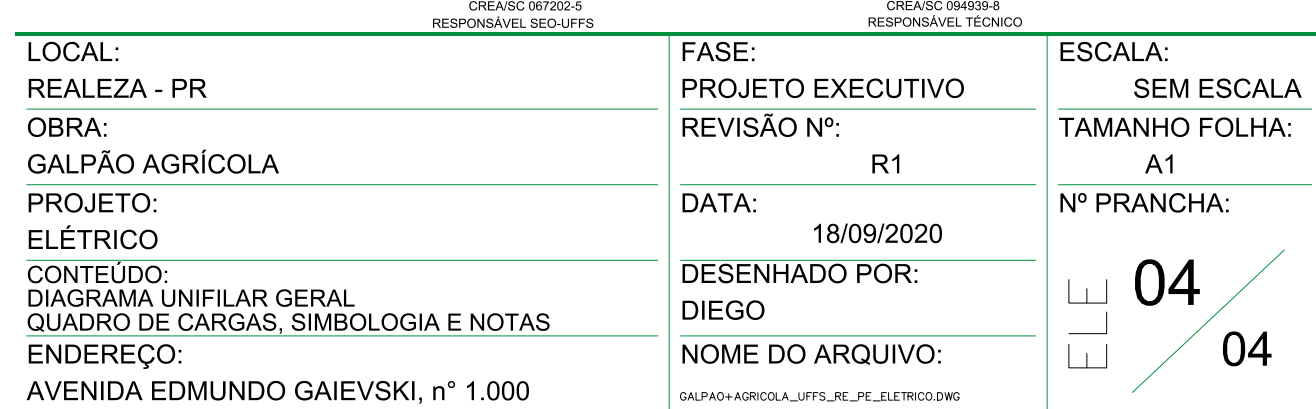 CREA/SC 067202-5
RESPONSÁVEL SEO-UFFS
CREA/SC 094939-8
RESPONSÁVEL TÉCNICO
LOCAL:
REALEZA - PR
OBRA:
GALPÃO AGRÍCOLA
PROJETO:
ELÉTRICO
CONTEÚDO:
DIAGRAMA UNIFILAR GERAL
QUADRO DE CARGAS, SIMBOLOGIA E NOTAS
ENDEREÇO:
AVENIDA EDMUNDO GAIEVSKI, n° 1.000
FASE:
PROJETO EXECUTIVO
REVISÃO Nº:
R1
DATA:
18/09/2020
DESENHADO POR:
DIEGO
NOME DO ARQUIVO:
GALPAO+AGRICOLA_UFFS_RE_PE_ELETRICO.DWG
ESCALA:
SEM ESCALA
TAMANHO FOLHA:
A1
Nº PRANCHA:
ELE
04
04